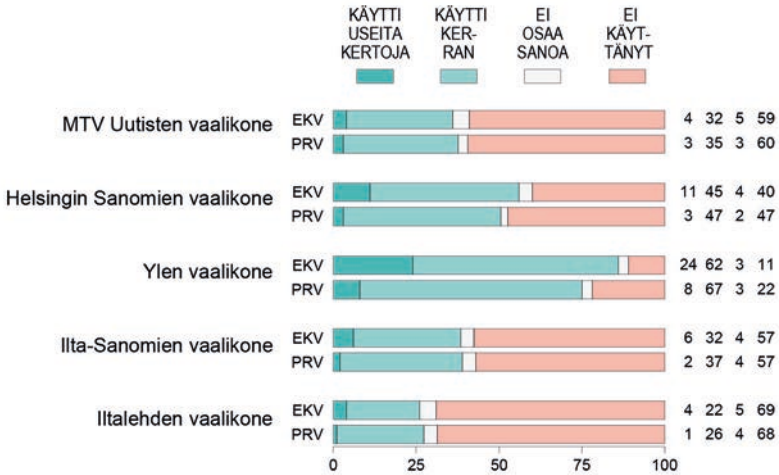 KÄYTTI USEITA KERTOJA
KÄYTTI KER- RAN
EI OSAA SANOA
EI KÄYT- TÄNYT
MTV Uutisten vaalikone
EKV 4 32 5 59
PRV 3 35 3 60
Helsingin Sanomien vaalikone
EKV 11 45 4 40
PRV 3 47 2 47
Ylen vaalikone
EKV 24 62 3 11
PRV 8 67 3 22
Ilta-Sanomien vaalikone
EKV 6 32 4 57
PRV 2 37 4 57
Iltalehden vaalikone
EKV 4 22 5 69
PRV 1 26 4 68
0 25 50 75 100